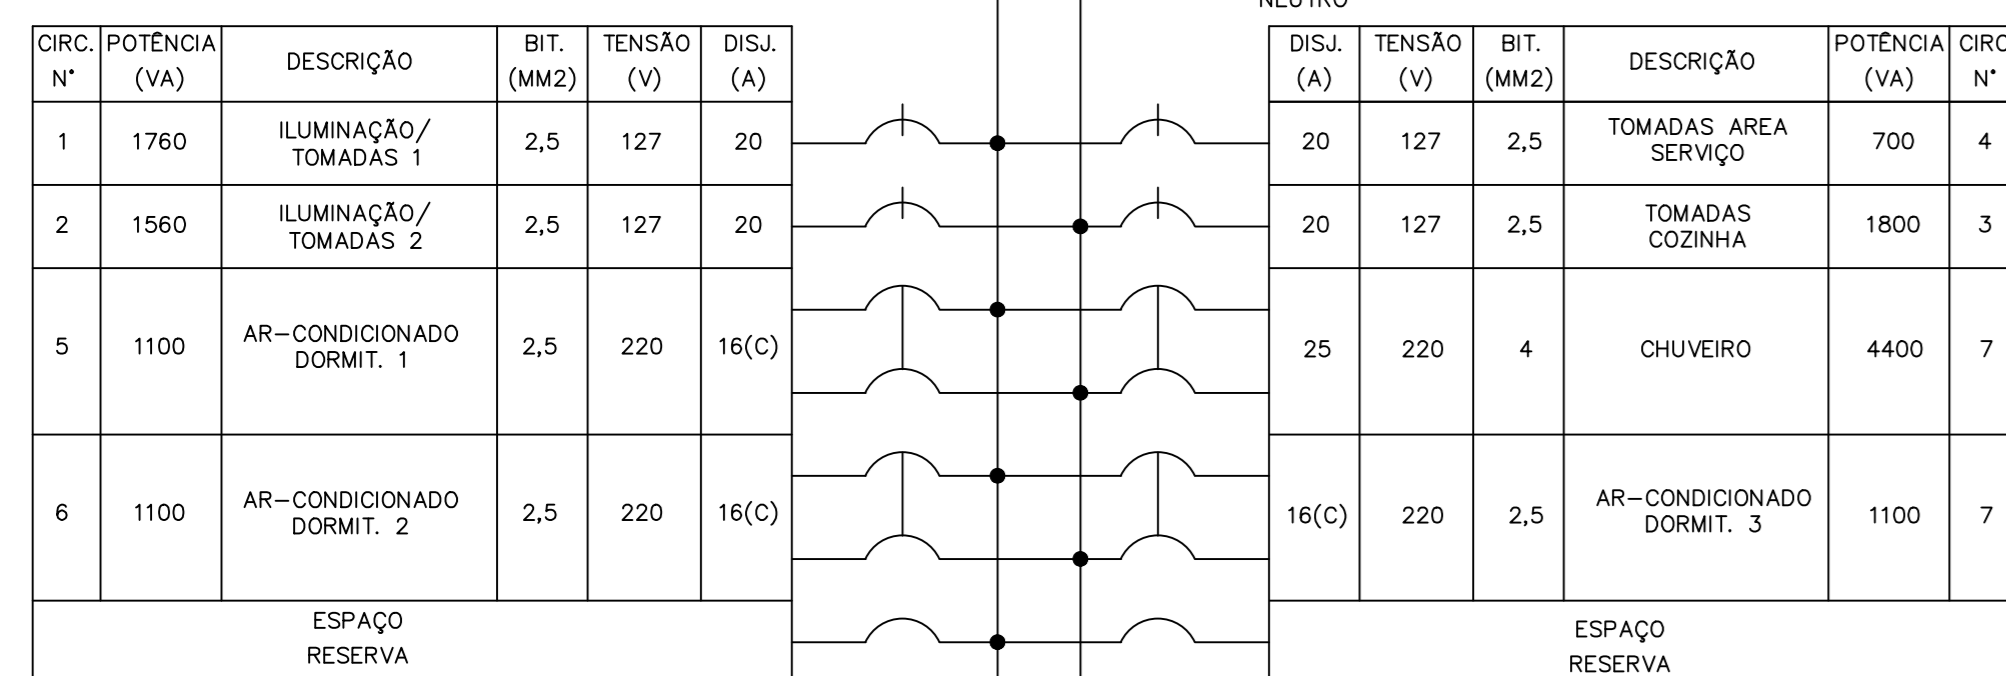 NEUTRO
CIRC. POTÊNCIA DESCRIÇÃO BIT. TENSÃO DISJ.
N° (VA) (MM2) (V) (A)
1 1760 ILUMINAÇÃO/ 2,5 127 20
TOMADAS 1
2 1560 ILUMINAÇÃO/ 2,5 127 20
TOMADAS 2
5 1100 AR-CONDICIONADO 2,5 220 16(C)
DORMIT. 1
6 1100 AR-CONDICIONADO 2,5 220 16(C)
DORMIT. 2
ESPAÇO
RESERVA
DISJ. TENSÃO BIT. DESCRIÇÃO POTÊNCIA CIRC
(A) (V) (MM2) (VA) N°
20 127 2,5 TOMADAS AREA 700 4
SERVIÇO
20 127 2,5 TOMADAS 1800 3
COZINHA
25 220 4 CHUVEIRO 4400 7
16(C) 220 2,5 AR-CONDICIONADO 1100 7
DORMIT. 3
ESPAÇO
RESERVA